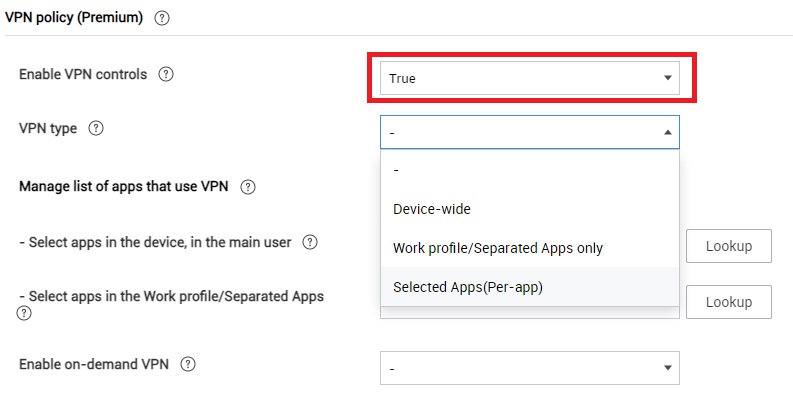 VPN policy (Premium) ?
Enable VPN controls ? True
VPN type ? -
-
Manage list of apps that use VPN ?
Device-wide
- Select apps in the device, in the main user ? Lookup
Work profile/Separated Apps only
Selected Apps(Per-app)
- Select apps in the Work profile/Separated Apps Lookup
?
Enable on-demand VPN ? -